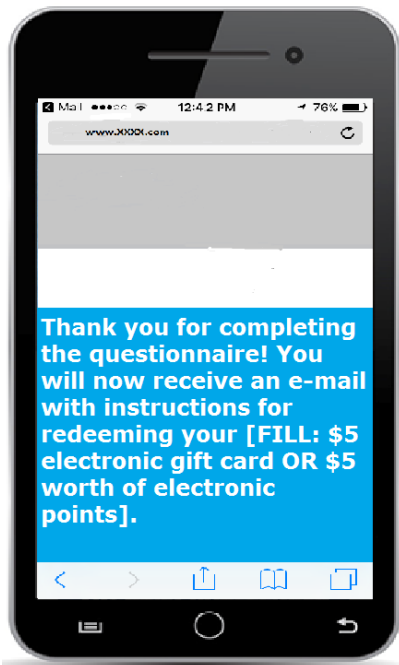 Mail 12:42 PM 76%
www.XXXX.com
Thank you for completing
the questionnaire! You
will now receive an e-mail
with instructions for
redeeming your [FILL: $5
electronic gift card OR $5
worth of electronic
points].